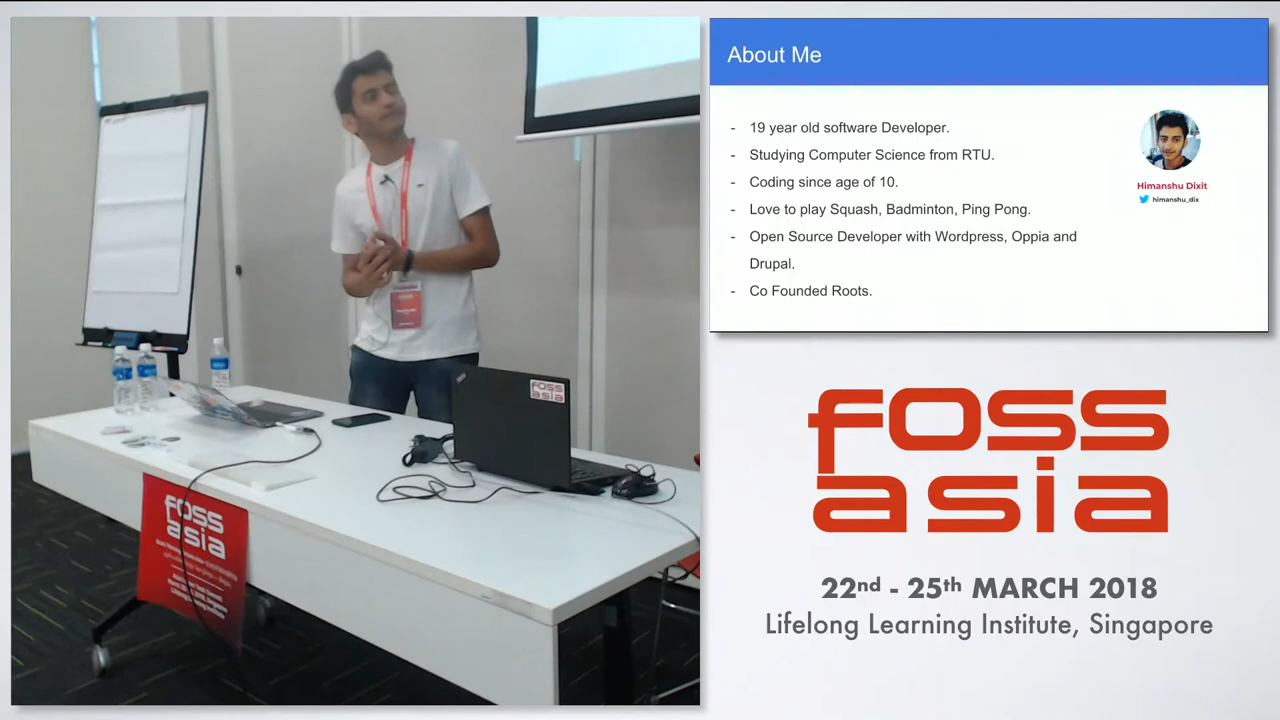 About Me
- 19 year old software Developer.
- Studying Computer Science from RTU.
- Coding since age of 10.
- Love to play Squash, Badminton, Ping Pong.
- Open Source Developer with Wordpress, Oppia and
Drupal.
- Co Founded Roots.
Himanshu Dixit
himanshu_dix
foss
asia
22nd - 25th MARCH 2018
Lifelong Learning Institute, Singapore
foss
asia
foss
asia